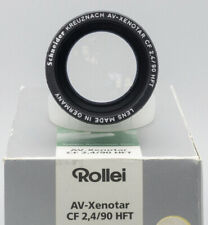 Schneider KREUZNACH AV-XENOTAR CF 2,4/90 HFT
LENS MADE IN GERMANY
Rollei
AV-Xenotar
CF 2,4/90 HFT